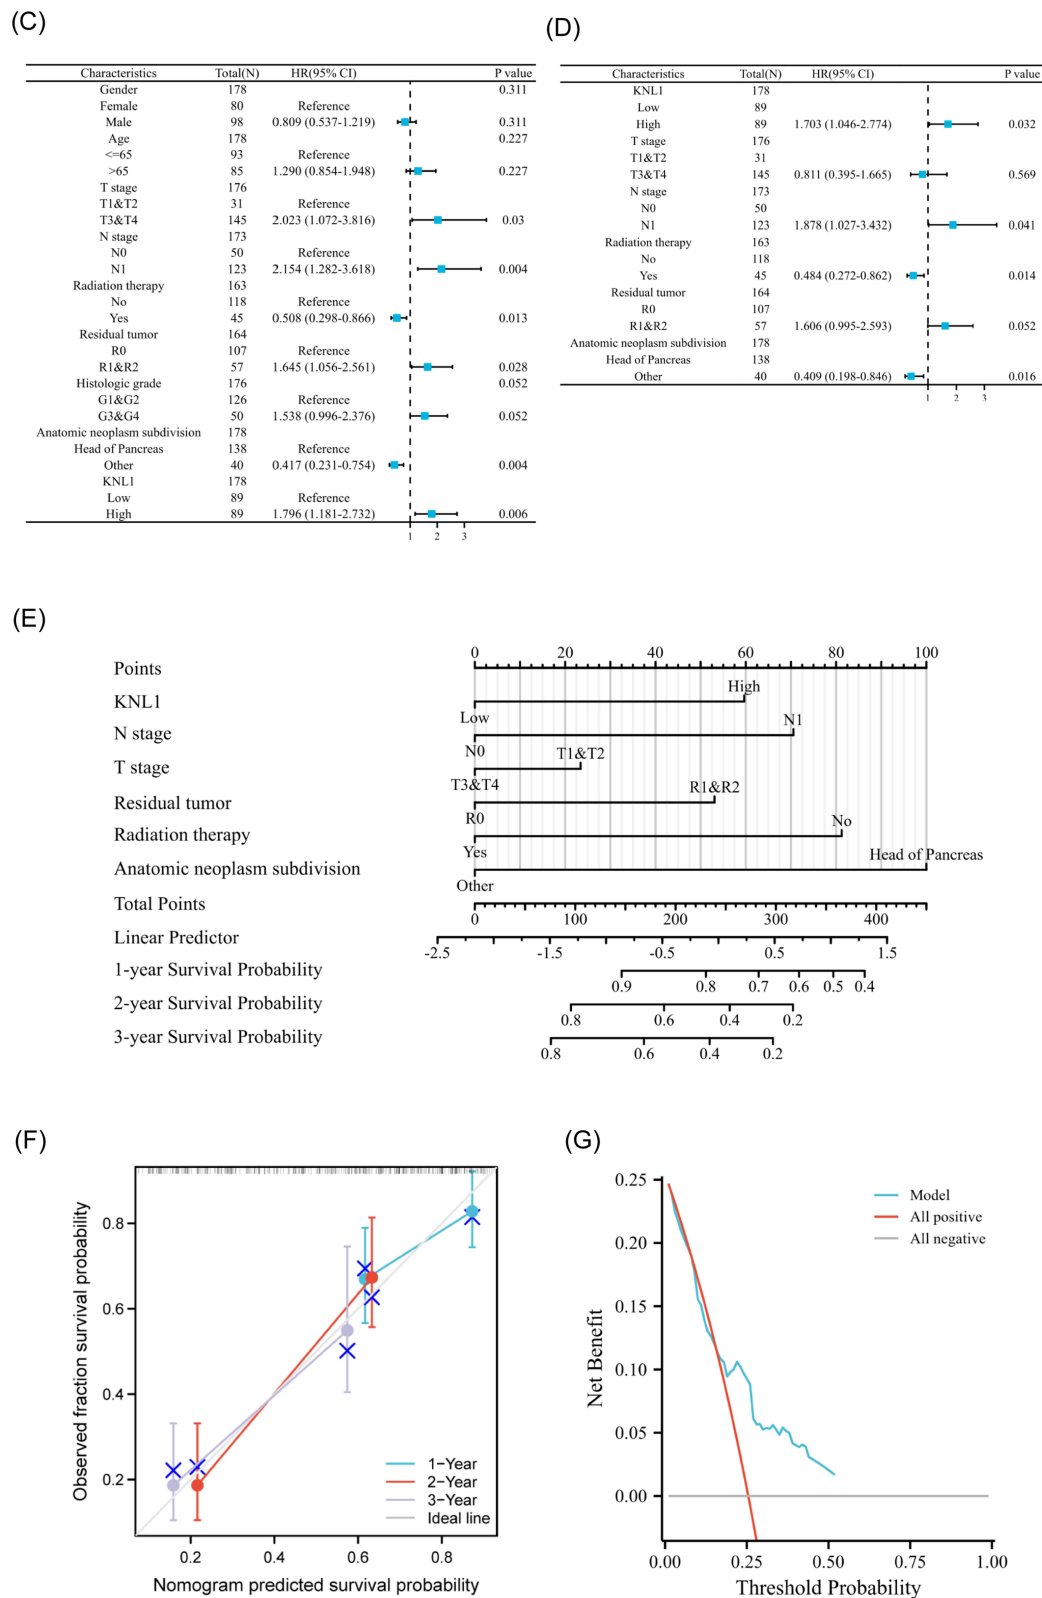 (C)
Characteristics Total(N) HR(95% CI) P value
Gender 178 0.311
Female 80 Reference
Male 98 0.809 (0.537-1.219) 0.311
Age 178 0.227
<=65 93 Reference
>65 85 1.290 (0.854-1.948) 0.227
T stage 176
T1&T2 31 Reference
T3&T4 145 2.023 (1.072-3.816) 0.03
N stage 173
N0 50 Reference
N1 123 2.154 (1.282-3.618) 0.004
Radiation therapy 163
No 118 Reference
Yes 45 0.508 (0.298-0.866) 0.013
Residual tumor 164
R0 107 Reference
R1&R2 57 1.645 (1.056-2.561) 0.028
Histologic grade 176 0.052
G1&G2 126 Reference
G3&G4 50 1.538 (0.996-2.376) 0.052
Anatomic neoplasm subdivision 178
Head of Pancreas 138 Reference
Other 40 0.417 (0.231-0.754) 0.004
KNL1 178
Low 89 Reference
High 89 1.796 (1.181-2.732) 0.006
1 2 3
(D)
Characteristics Total(N) HR(95% CI) P value
KNL1 178
Low 89
High 89 1.703 (1.046-2.774) 0.032
T stage 176
T1&T2 31
T3&T4 145 0.811 (0.395-1.665) 0.569
N stage 173
N0 50
N1 123 1.878 (1.027-3.432) 0.041
Radiation therapy 163
No 118
Yes 45 0.484 (0.272-0.862) 0.014
Residual tumor 164
R0 107
R1&R2 57 1.606 (0.995-2.593) 0.052
Anatomic neoplasm subdivision 178
Head of Pancreas 138
Other 40 0.409 (0.198-0.846) 0.016
1 2 3
(E)
Points 0 20 40 60 80 100
KNL1 Low High
N stage N0 N1
T stage T3&T4 T1&T2
Residual tumor R0 R1&R2
Radiation therapy Yes No
Anatomic neoplasm subdivision Other Head of Pancreas
Total Points 0 100 200 300 400
Linear Predictor -2.5 -1.5 -0.5 0.5 1.5
1-year Survival Probability 0.9 0.8 0.7 0.6 0.5 0.4
2-year Survival Probability 0.8 0.6 0.4 0.2
3-year Survival Probability 0.8 0.6 0.4 0.2
(F)
Observed fraction survival probability
0.8
0.6
0.4
0.2
1-Year
2-Year
3-Year
Ideal line
0.2 0.4 0.6 0.8
Nomogram predicted survival probability
(G)
Net Benefit
0.25
0.20
0.15
0.10
0.05
0.00
Model
All positive
All negative
0.00 0.25 0.50 0.75 1.00
Threshold Probability